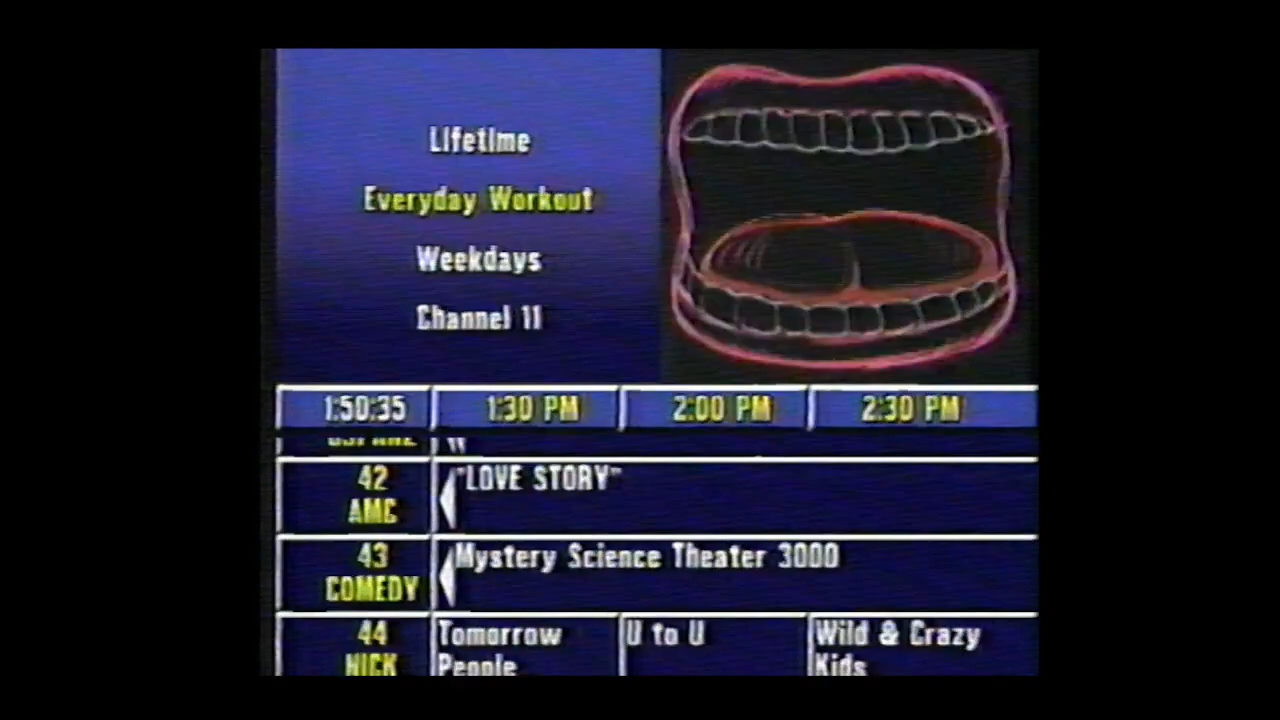 Lifetime
Everyday Workout
Weekdays
Channel 11
1:50:35 1:30 PM 2:00 PM 2:30 PM
42 "LOVE STORY"
AMC
43 Mystery Science Theater 3000
COMEDY
44 Tomorrow U to U Wild & Crazy
NICK People Kids